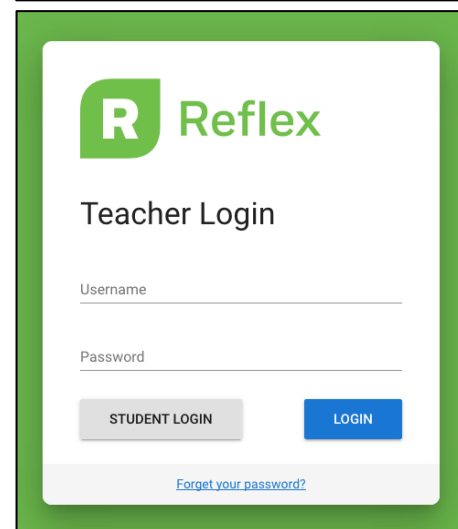 R Reflex
Teacher Login
Username
Password
STUDENT LOGIN LOGIN
Forget your password?